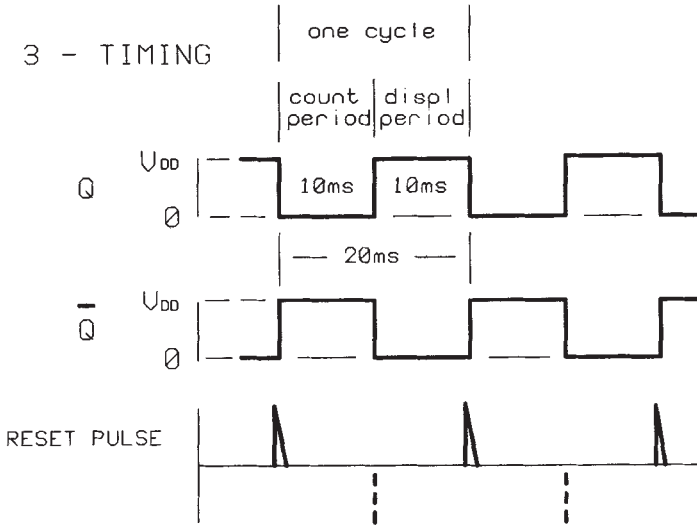 3 - TIMING
one cycle
count period
displ period
Q
VDD
0
10ms
10ms
20ms
Q
VDD
0
RESET PULSE